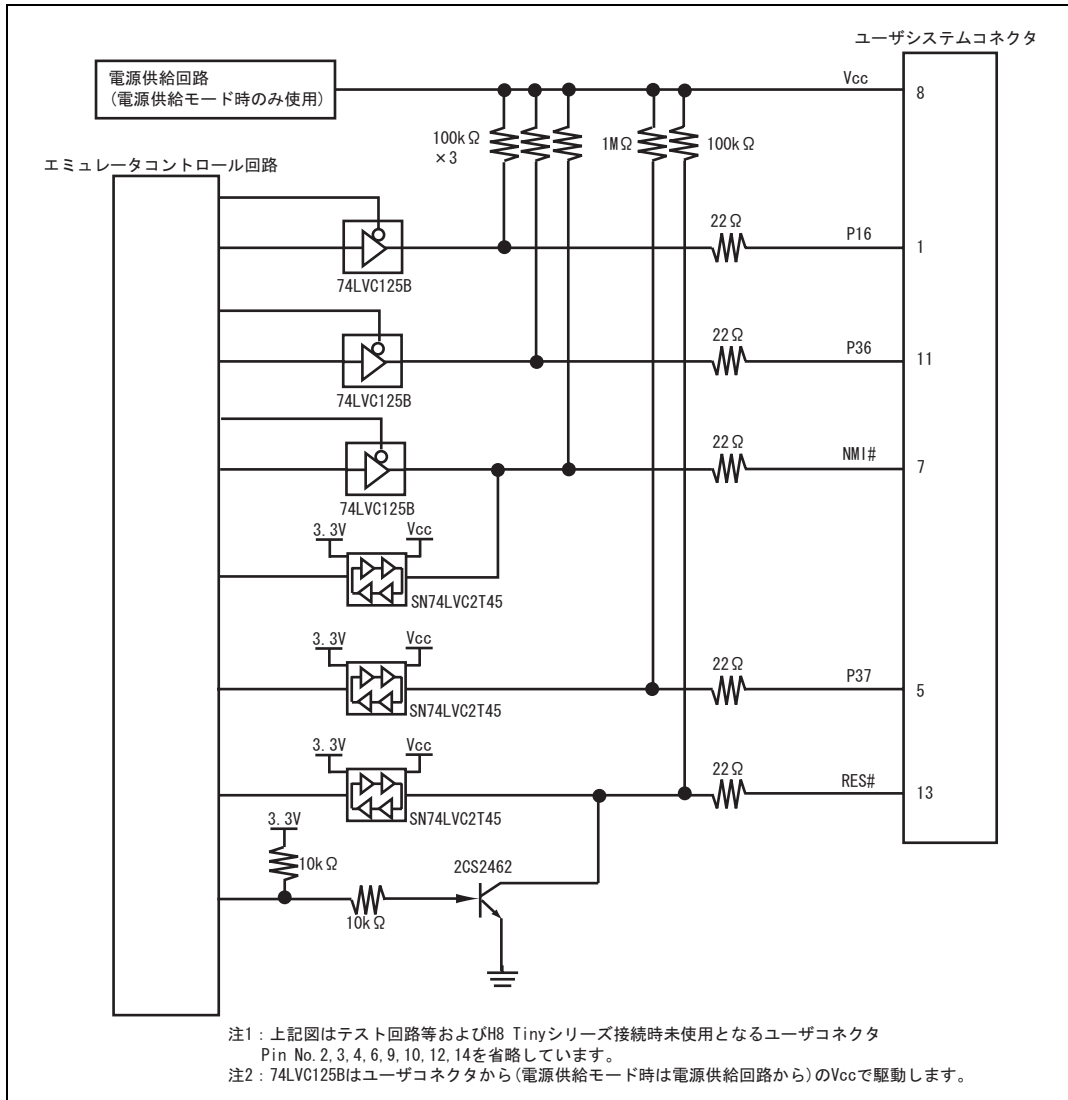 ユーザシステムコネクタ
電源供給回路
(電源供給モード時のみ使用)
Vcc
8
100kΩ
×3
1MΩ
100kΩ
エミュレータコントロール回路
22Ω
P16
1
74LVC125B
22Ω
P36
11
74LVC125B
22Ω
NMI#
7
74LVC125B
3.3V
Vcc
SN74LVC2T45
3.3V
Vcc
22Ω
P37
5
SN74LVC2T45
3.3V
Vcc
22Ω
RES#
13
SN74LVC2T45
3.3V
10kΩ
2CS2462
10kΩ
注1：上記図はテスト回路等およびH8 Tinyシリーズ接続時未使用となるユーザコネクタ
Pin No.2,3,4,6,9,10,12,14を省略しています。
注2：74LVC125Bはユーザコネクタから(電源供給モード時は電源供給回路から)のVccで駆動します。